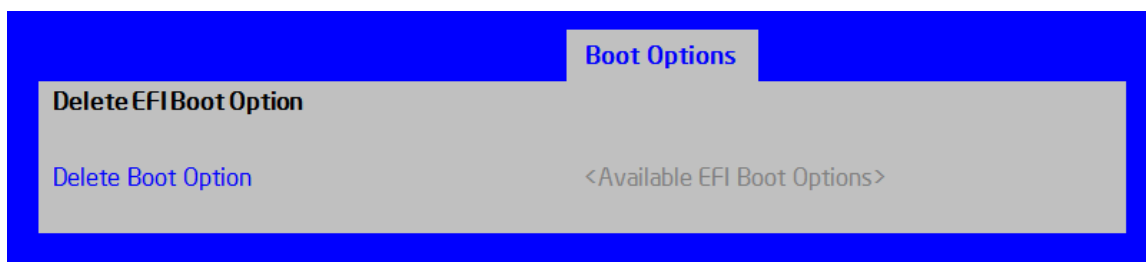 Boot Options
Delete EFI Boot Option
Delete Boot Option <Available EFI Boot Options>